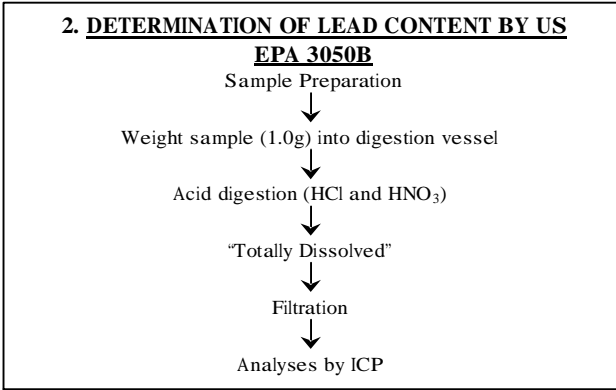 2. DETERMINATION OF LEAD CONTENT BY US
EPA 3050B
Sample Preparation
Weight sample (1.0g) into digestion vessel
Acid digestion (HCl and HNO₃)
“Totally Dissolved”
Filtration
Analyses by ICP